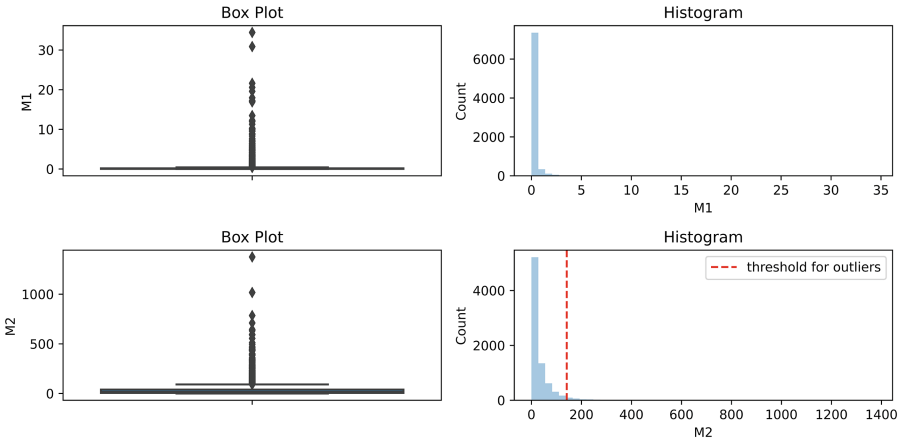 Box Plot
M1
30
20
10
0
Histogram
Count
6000
4000
2000
0
0 5 10 15 20 25 30 35
M1
Box Plot
M2
1000
500
0
Histogram
threshold for outliers
Count
4000
2000
0
0 200 400 600 800 1000 1200 1400
M2